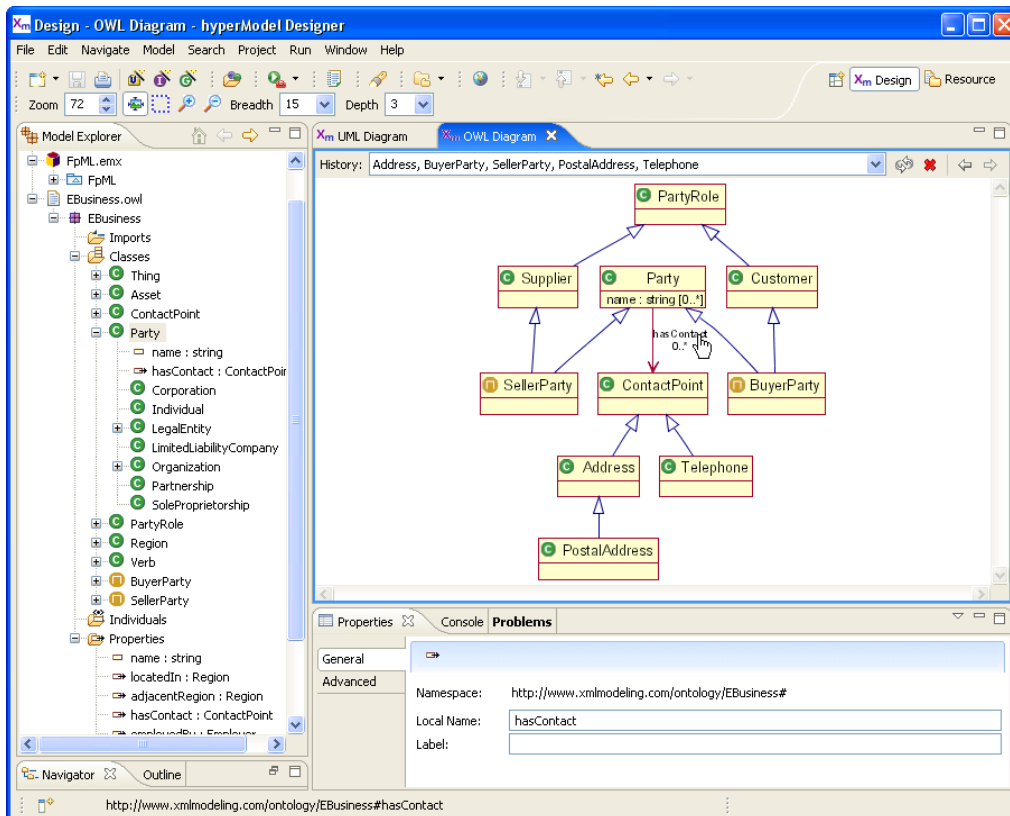 Design - OWL Diagram - hyperModel Designer
File Edit Navigate Model Search Project Run Window Help
Design Resource
Zoom 72 Breadth 15 Depth 3
Model Explorer
UML Diagram OWL Diagram
FpML.emx
FpML
EBusiness.owl
EBusiness
Imports
Classes
Thing
Asset
ContactPoint
Party
name : string
hasContact : ContactPoir
Corporation
Individual
LegalEntity
LimitedLiabilityCompany
Organization
Partnership
SoleProprietorship
PartyRole
Region
Verb
BuyerParty
SellerParty
Individuals
Properties
name : string
locatedIn : Region
adjacentRegion : Region
hasContact : ContactPoint
employedBy : Employer
Navigator Outline
History: Address, BuyerParty, SellerParty, PostalAddress, Telephone
PartyRole
Supplier Party Customer
name : string [0..*]
hasContact
0..*
SellerParty ContactPoint BuyerParty
Address Telephone
PostalAddress
Properties Console Problems
General
Advanced
Namespace: http://www.xmlmodeling.com/ontology/EBusiness#
Local Name: hasContact
Label:
http://www.xmlmodeling.com/ontology/EBusiness#hasContact